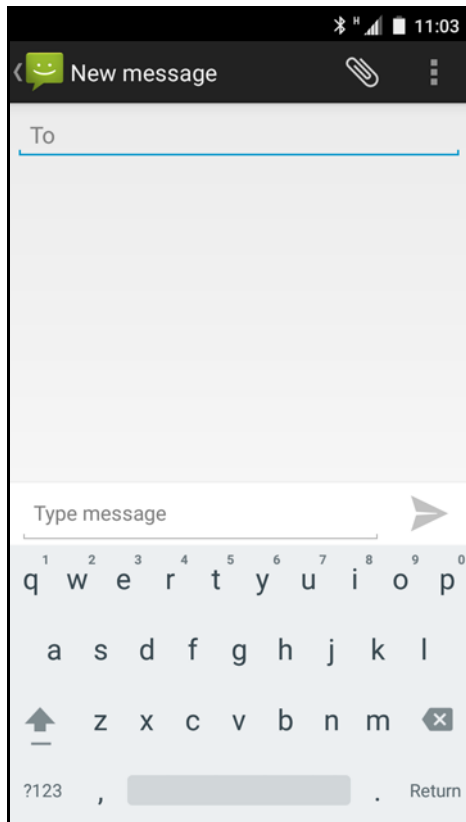 H 11:03
New message
To
Type message
1 2 3 4 5 6 7 8 9 0
q w e r t y u i o p
a s d f g h j k l
z x c v b n m
?123 , . Return